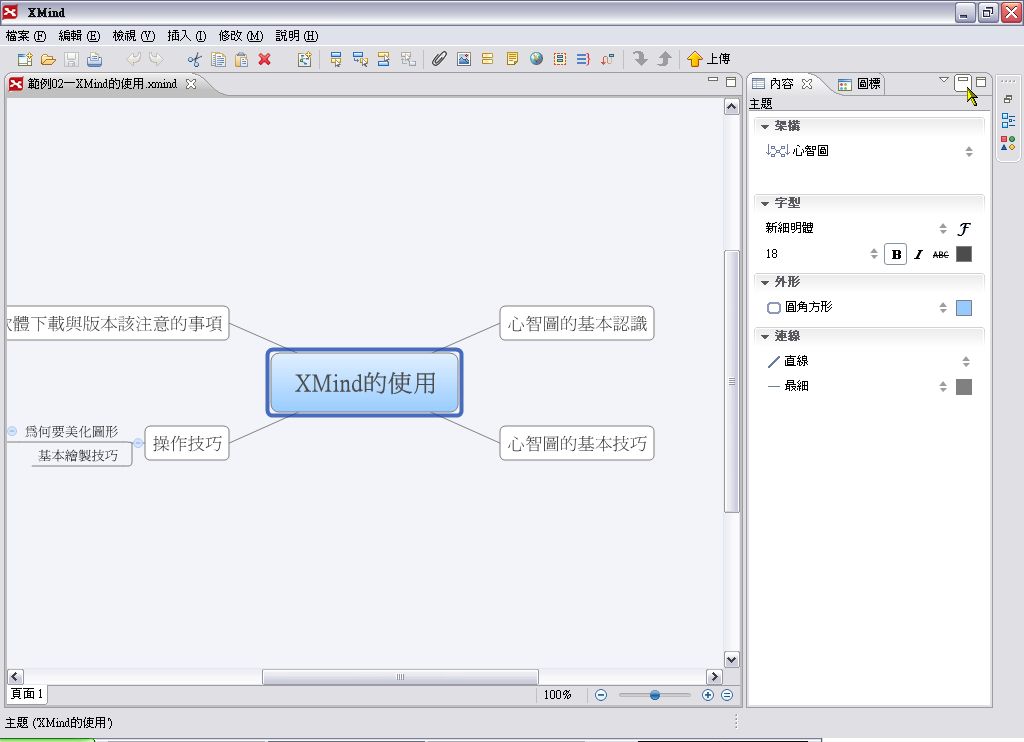 XMind
檔案 (F) 編輯 (E) 檢視 (V) 插入 (I) 修改 (M) 說明 (H)
上傳
範例02—XMind的使用.xmind
內容 圖標
主題
架構
心智圖
字型
新細明體
18 B I ABC
外形
圓角方形
連線
直線
最細
軟體下載與版本該注意的事項
心智圖的基本認識
XMind的使用
為何要美化圖形
基本繪製技巧
操作技巧
心智圖的基本技巧
頁面 1
100%
主題 ('XMind的使用')